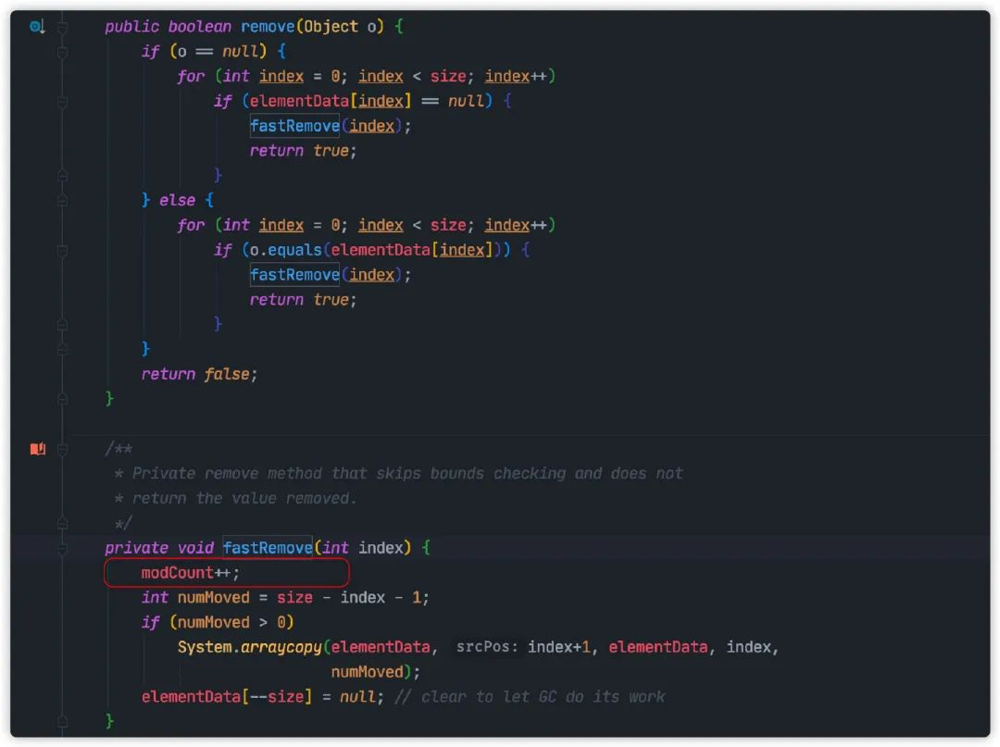 public boolean remove(Object o) {
if (o == null) {
for (int index = 0; index < size; index++)
if (elementData[index] == null) {
fastRemove(index);
return true;
}
} else {
for (int index = 0; index < size; index++)
if (o.equals(elementData[index])) {
fastRemove(index);
return true;
}
}
return false;
}
/**
* Private remove method that skips bounds checking and does not
* return the value removed.
*/
private void fastRemove(int index) {
modCount++;
int numMoved = size - index - 1;
if (numMoved > 0)
System.arraycopy(elementData, srcPos: index+1, elementData, index,
numMoved);
elementData[--size] = null; // clear to let GC do its work
}